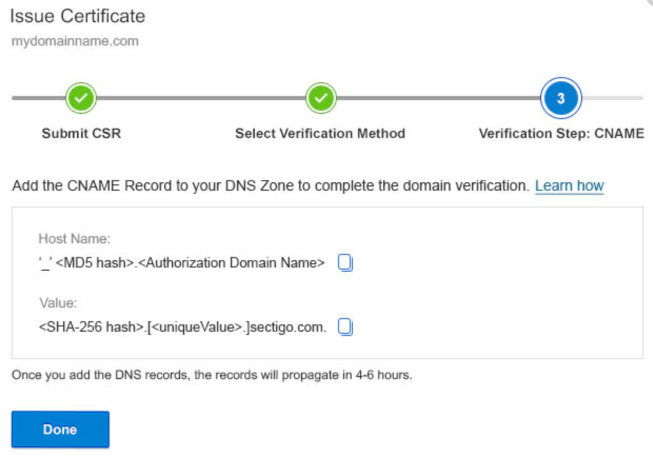 Issue Certificate
mydomainname.com
3
Submit CSR
Select Verification Method
Verification Step: CNAME
Add the CNAME Record to your DNS Zone to complete the domain verification. Learn how
Host Name:
'_' <MD5 hash>.<Authorization Domain Name>
Value:
<SHA-256 hash>.[<uniqueValue>.]sectigo.com.
Once you add the DNS records, the records will propagate in 4-6 hours.
Done